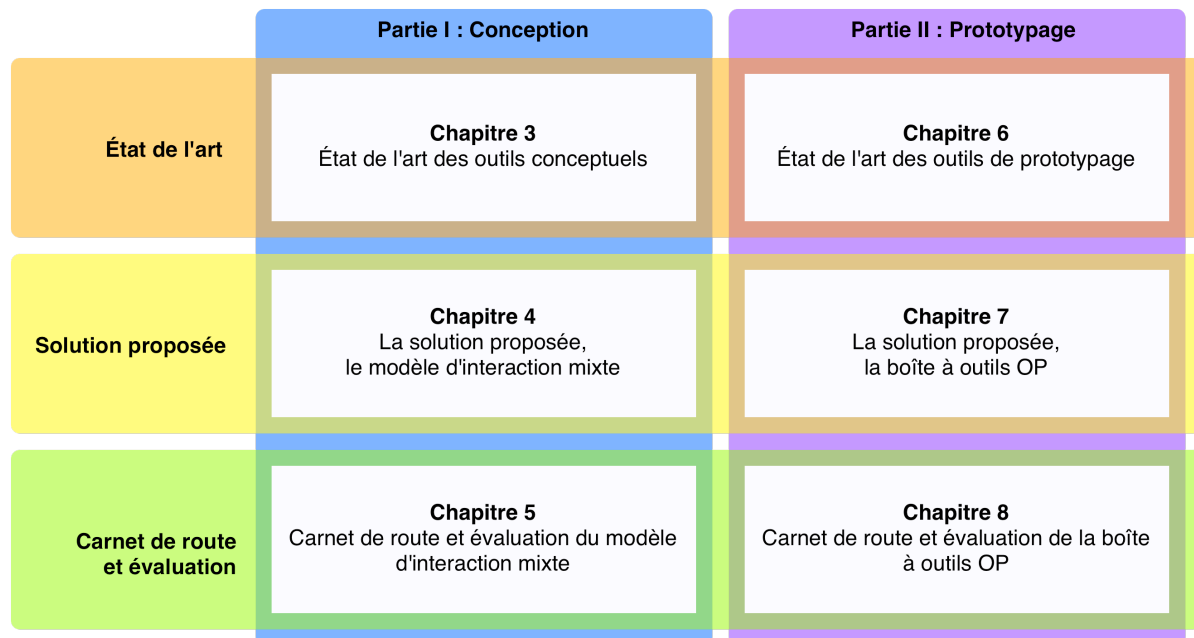 Partie I : Conception
Partie II : Prototypage
État de l'art
Chapitre 3
État de l'art des outils conceptuels
Chapitre 6
État de l'art des outils de prototypage
Solution proposée
Chapitre 4
La solution proposée,
le modèle d'interaction mixte
Chapitre 7
La solution proposée,
la boîte à outils OP
Carnet de route
et évaluation
Chapitre 5
Carnet de route et évaluation du modèle
d'interaction mixte
Chapitre 8
Carnet de route et évaluation de la boîte
à outils OP